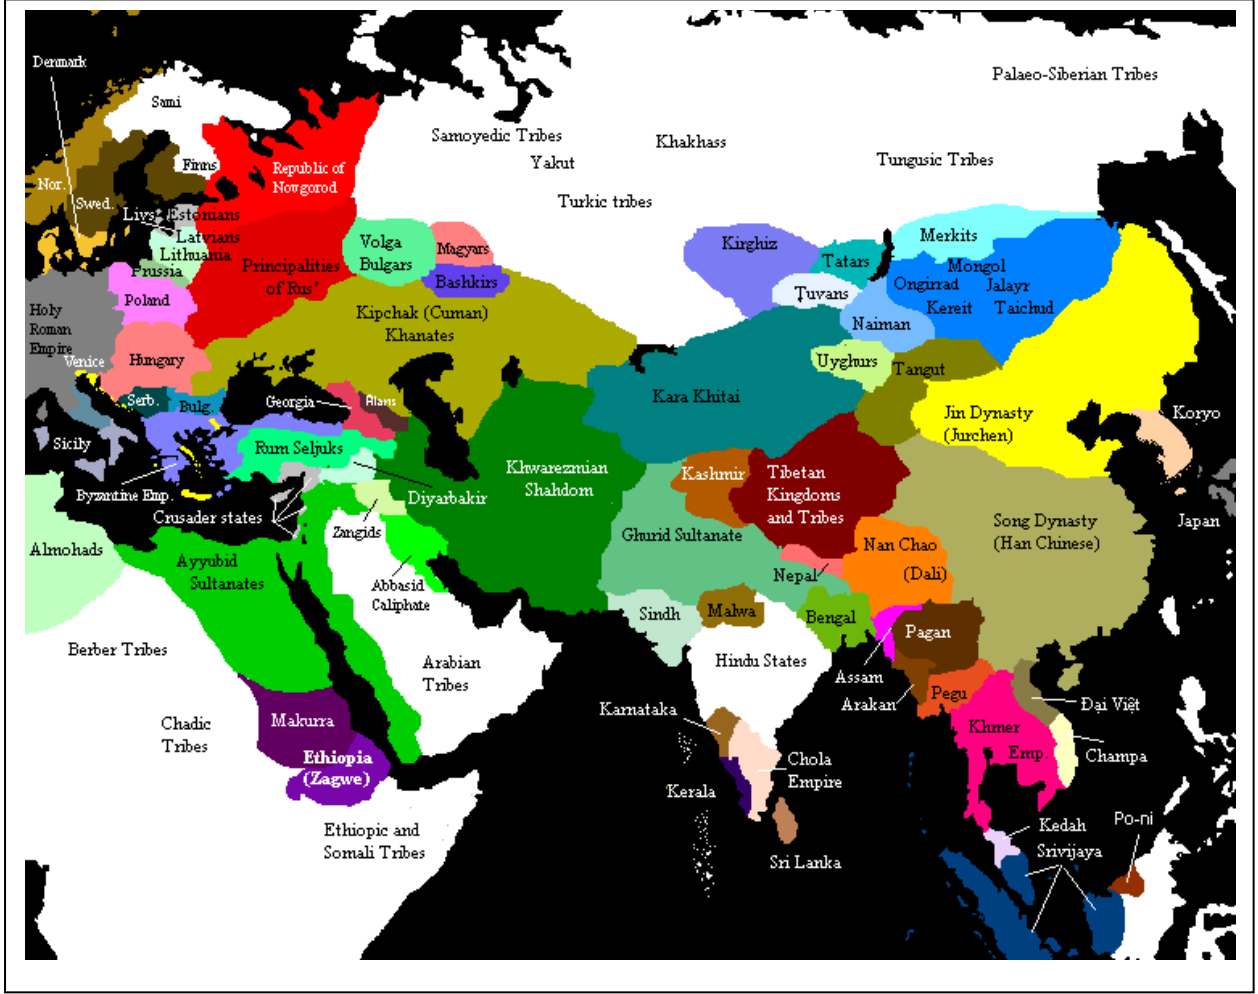 Denmark
Palaeo-Siberian Tribes
Sami
Samoyedic Tribes
Khakhass
Yakut
Tungusic Tribes
Finns
Republic of
Novgorod
Nor.
Swed.
Turkic tribes
Livs
Estonians
Latvians
Lithuania
Prussia
Volga
Bulgars
Magyars
Kirghiz
Merkits
Tatars
Mongol
Ongirrad
Jalayr
Kereit
Taichud
Principalities
of Rus'
Bashkirs
Tuvans
Poland
Naiman
Holy
Roman
Empire
Kipchak (Cuman)
Khanates
Venice
Hungary
Uyghurs
Tangut
Serb.
Bulg.
Georgia
Alans
Kara Khitai
Jin Dynasty
(Jurchen)
Koryo
Sicily
Rum Seljuks
Khwarezmian
Shahdom
Kashmir
Tibetan
Kingdoms
and Tribes
Byzantine Emp.
Diyarbakir
Crusader states
Zangids
Ghurid Sultanate
Song Dynasty
(Han Chinese)
Japan
Almohads
Ayyubid
Sultanates
Nan Chao
(Dali)
Abbasid
Caliphate
Nepal
Sindh
Malwa
Bengal
Pagan
Berber Tribes
Arabian
Tribes
Hindu States
Assam
Arakan
Pegu
Đại Việt
Karnataka
Makurra
Chadic
Tribes
Khmer
Emp.
Champa
Ethiopia
(Zagwe)
Chola
Empire
Kerala
Ethiopic and
Somali Tribes
Sri Lanka
Kedah
Po-ni
Srivijaya